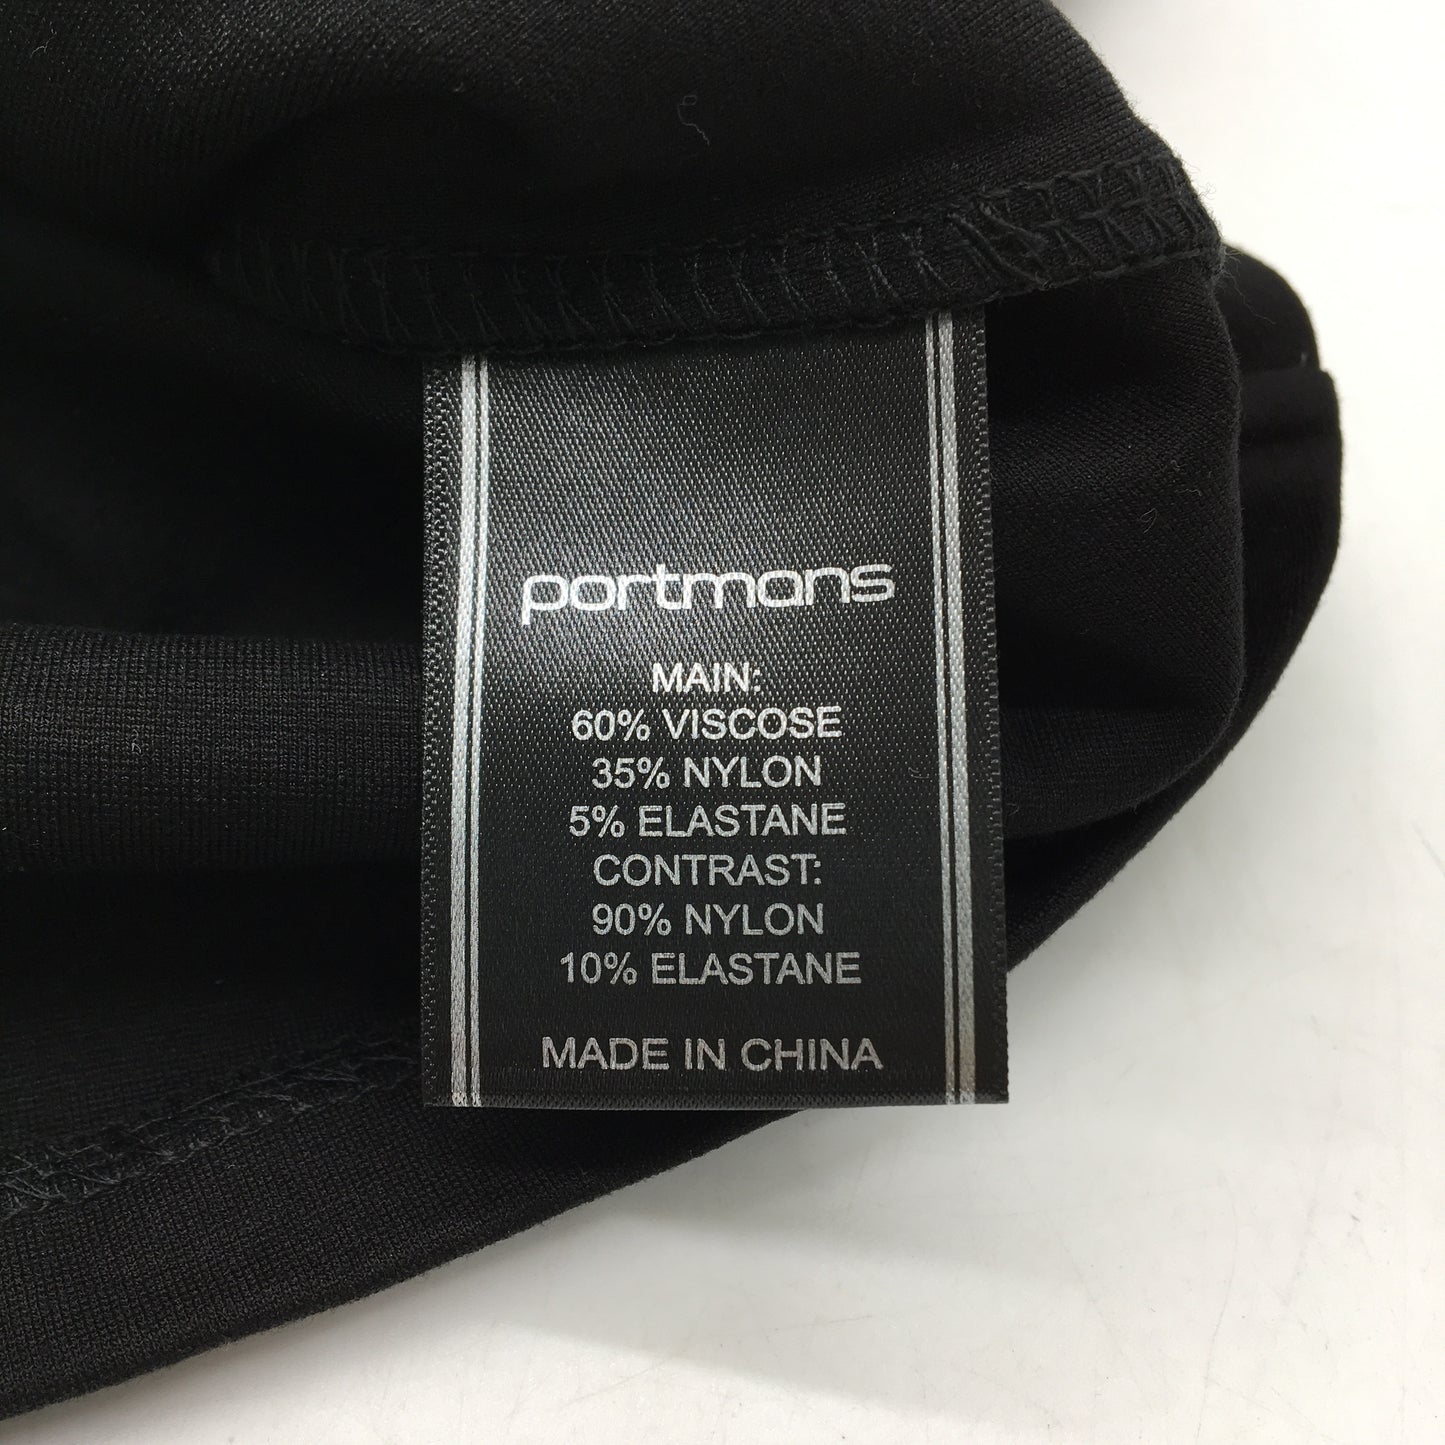 portmans
MAIN:
60% VISCOSE
35% NYLON
5% ELASTANE
CONTRAST:
90% NYLON
10% ELASTANE
MADE IN CHINA